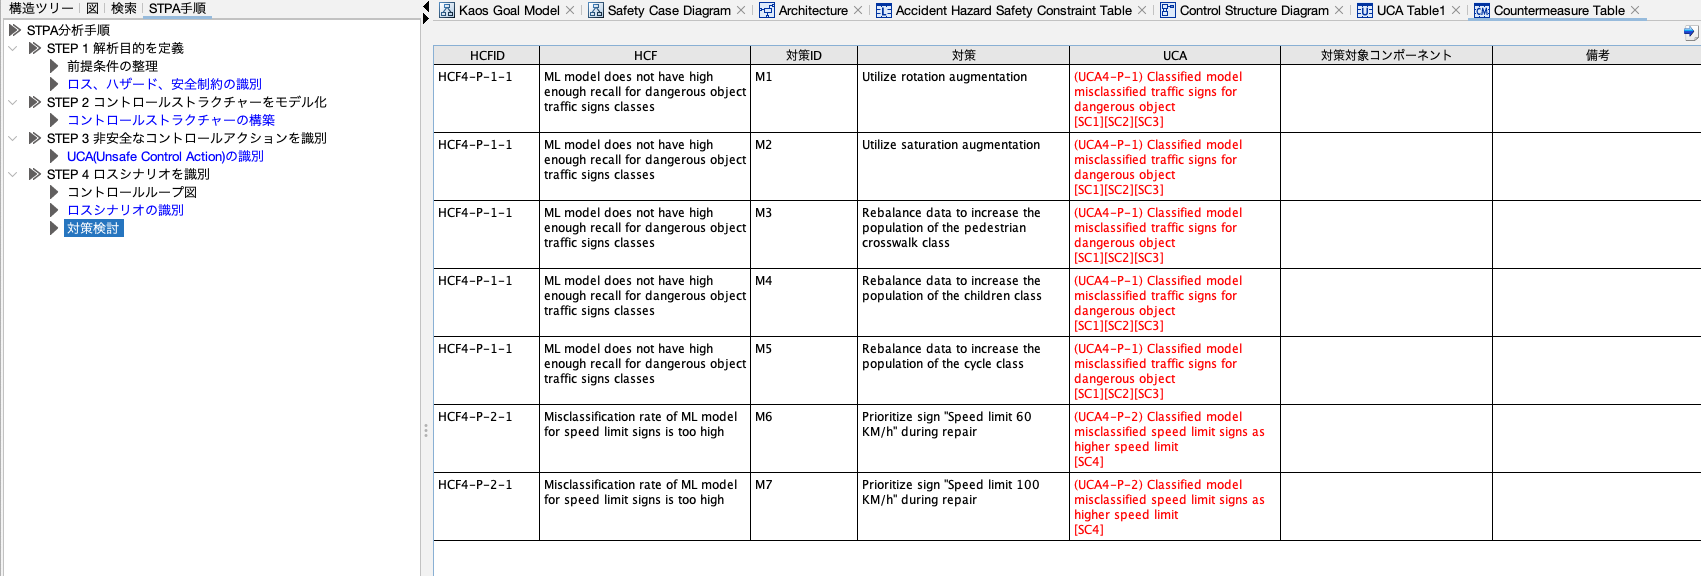 構造ツリー 図 検索 STPA手順
STPA分析手順
STEP 1 解析目的を定義
前提条件の整理
ロス、ハザード、安全制約の識別
STEP 2 コントロールストラクチャーをモデル化
コントロールストラクチャーの構築
STEP 3 非安全なコントロールアクションを識別
UCA(Unsafe Control Action)の識別
STEP 4 ロスシナリオを識別
コントロールループ図
ロスシナリオの識別
対策検討
Kaos Goal Model Safety Case Diagram Architecture Accident Hazard Safety Constraint Table Control Structure Diagram UCA Table1 Countermeasure Table
HCFID HCF 対策ID 対策 UCA 対策対象コンポーネント 備考
HCF4-P-1-1 ML model does not have high M1 Utilize rotation augmentation (UCA4-P-1) Classified model
enough recall for dangerous object misclassified traffic signs for
traffic signs classes dangerous object
[SC1][SC2][SC3]
HCF4-P-1-1 ML model does not have high M2 Utilize saturation augmentation (UCA4-P-1) Classified model
enough recall for dangerous object misclassified traffic signs for
traffic signs classes dangerous object
[SC1][SC2][SC3]
HCF4-P-1-1 ML model does not have high M3 Rebalance data to increase the (UCA4-P-1) Classified model
enough recall for dangerous object population of the pedestrian misclassified traffic signs for
traffic signs classes crosswalk class dangerous object
[SC1][SC2][SC3]
HCF4-P-1-1 ML model does not have high M4 Rebalance data to increase the (UCA4-P-1) Classified model
enough recall for dangerous object population of the children class misclassified traffic signs for
traffic signs classes dangerous object
[SC1][SC2][SC3]
HCF4-P-1-1 ML model does not have high M5 Rebalance data to increase the (UCA4-P-1) Classified model
enough recall for dangerous object population of the cycle class misclassified traffic signs for
traffic signs classes dangerous object
[SC1][SC2][SC3]
HCF4-P-2-1 Misclassification rate of ML model M6 Prioritize sign "Speed limit 60 (UCA4-P-2) Classified model
for speed limit signs is too high KM/h" during repair misclassified speed limit signs as
higher speed limit
[SC4]
HCF4-P-2-1 Misclassification rate of ML model M7 Prioritize sign "Speed limit 100 (UCA4-P-2) Classified model
for speed limit signs is too high KM/h" during repair misclassified speed limit signs as
higher speed limit
[SC4]